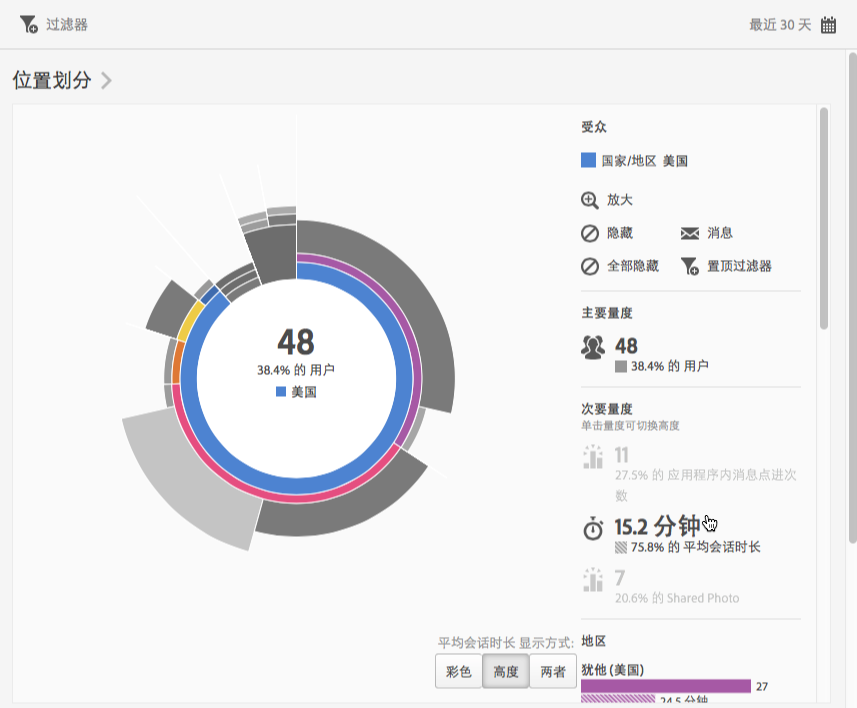 过滤器
最近 30 天
位置划分
48
38.4% 的 用户
美国
平均会话时长 显示方式:
彩色 高度 两者
受众
国家/地区 美国
放大
隐藏 消息
全部隐藏 置顶过滤器
主要量度
48
38.4% 的 用户
次要量度
单击量度可切换高度
11
27.5% 的 应用程序内消息点进次
数
15.2 分钟
75.8% 的 平均会话时长
7
20.6% 的 Shared Photo
地区
犹他 (美国)
27
24.5 分钟